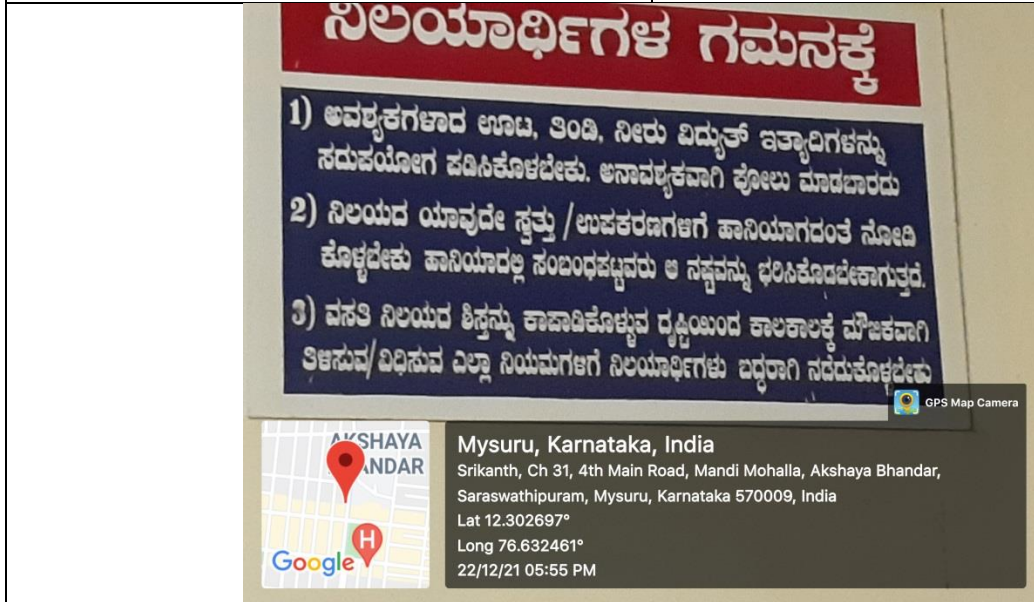 ನಿಲಯಾರ್ಥಿಗಳ ಗಮನಕ್ಕೆ
1) ಅವಶ್ಯಕಗಳಾದ ಊಟ, ತಿಂಡಿ, ನೀರು ವಿದ್ಯುತ್ ಇತ್ಯಾದಿಗಳನ್ನು
ಸದುಪಯೋಗ ಪಡಿಸಿಕೊಳಬೇಕು. ಅನಾವಶ್ಯಕವಾಗಿ ಪೋಲು ಮಾಡಬಾರದು
2) ನಿಲಯದ ಯಾವುದೇ ಸ್ವತ್ತು /ಉಪಕರಣಗಳಿಗೆ ಹಾನಿಯಾಗದಂತೆ ನೋಡಿ
ಕೊಳ್ಳಬೇಕು ಹಾನಿಯಾದಲ್ಲಿ ಸಂಬಂಧಪಟ್ಟವರು ಆ ನಷ್ಟವನ್ನು ಭರಿಸಿಕೊಡಬೇಕಾಗುತ್ತದೆ.
3) ವಸತಿ ನಿಲಯದ ಶಿಸ್ತನ್ನು ಕಾಪಾಡಿಕೊಳ್ಳುವ ದೃಷ್ಟಿಯಿಂದ ಕಾಲಕಾಲಕ್ಕೆ ಮೌಖಿಕವಾಗಿ
ತಿಳಿಸುವ/ವಿಧಿಸುವ ಎಲ್ಲಾ ನಿಯಮಗಳಿಗೆ ನಿಲಯಾರ್ಥಿಗಳು ಬದ್ಧರಾಗಿ ನಡೆದುಕೊಳ್ಳಬೇಕು
GPS Map Camera
AKSHAYA
Google
H
Mysuru, Karnataka, India
Srikanth, Ch 31, 4th Main Road, Mandi Mohalla, Akshaya Bhandar,
Saraswathipuram, Mysuru, Karnataka 570009, India
Lat 12.302697°
Long 76.632461°
22/12/21 05:55 PM